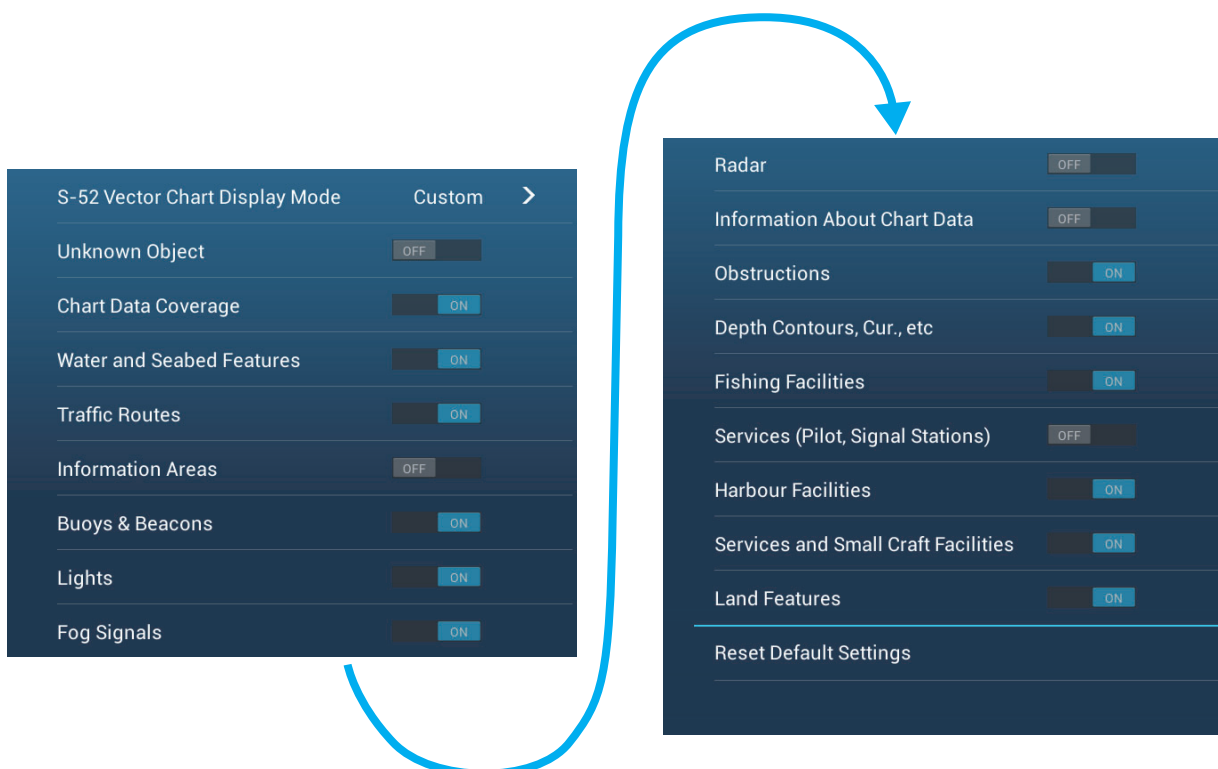 S-52 Vector Chart Display Mode Custom
Unknown Object OFF
Chart Data Coverage ON
Water and Seabed Features ON
Traffic Routes ON
Information Areas OFF
Buoys & Beacons ON
Lights ON
Fog Signals ON
Radar OFF
Information About Chart Data OFF
Obstructions ON
Depth Contours, Cur., etc ON
Fishing Facilities ON
Services (Pilot, Signal Stations) OFF
Harbour Facilities ON
Services and Small Craft Facilities ON
Land Features ON
Reset Default Settings